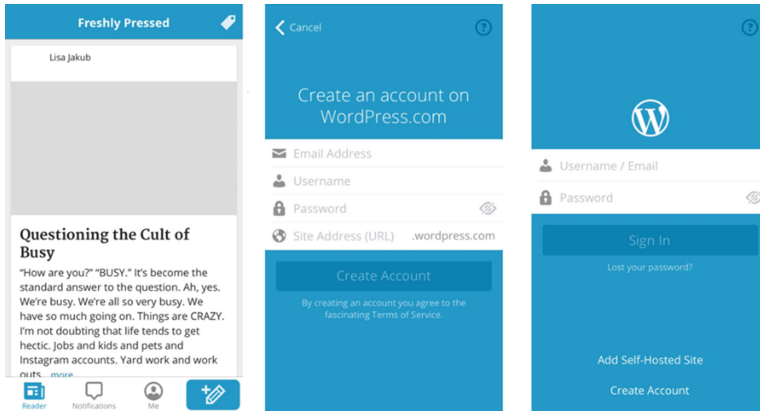 Freshly Pressed
Lisa Jakub
Questioning the Cult of
Busy
"How are you?" "BUSY." It's become the
standard answer to the question. Ah, yes.
We're busy. We're all so very busy. We
have so much going on. Things are CRAZY.
I'm not doubting that life tends to get
hectic. Jobs and kids and pets and
Instagram accounts. Yard work and work
outs... more
Reader
Notifications
Me
Cancel
?
Create an account on
WordPress.com
Email Address
Username
Password
Site Address (URL) .wordpress.com
Create Account
By creating an account you agree to the
fascinating Terms of Service.
?
W
Username / Email
Password
Sign In
Lost your password?
Add Self-Hosted Site
Create Account